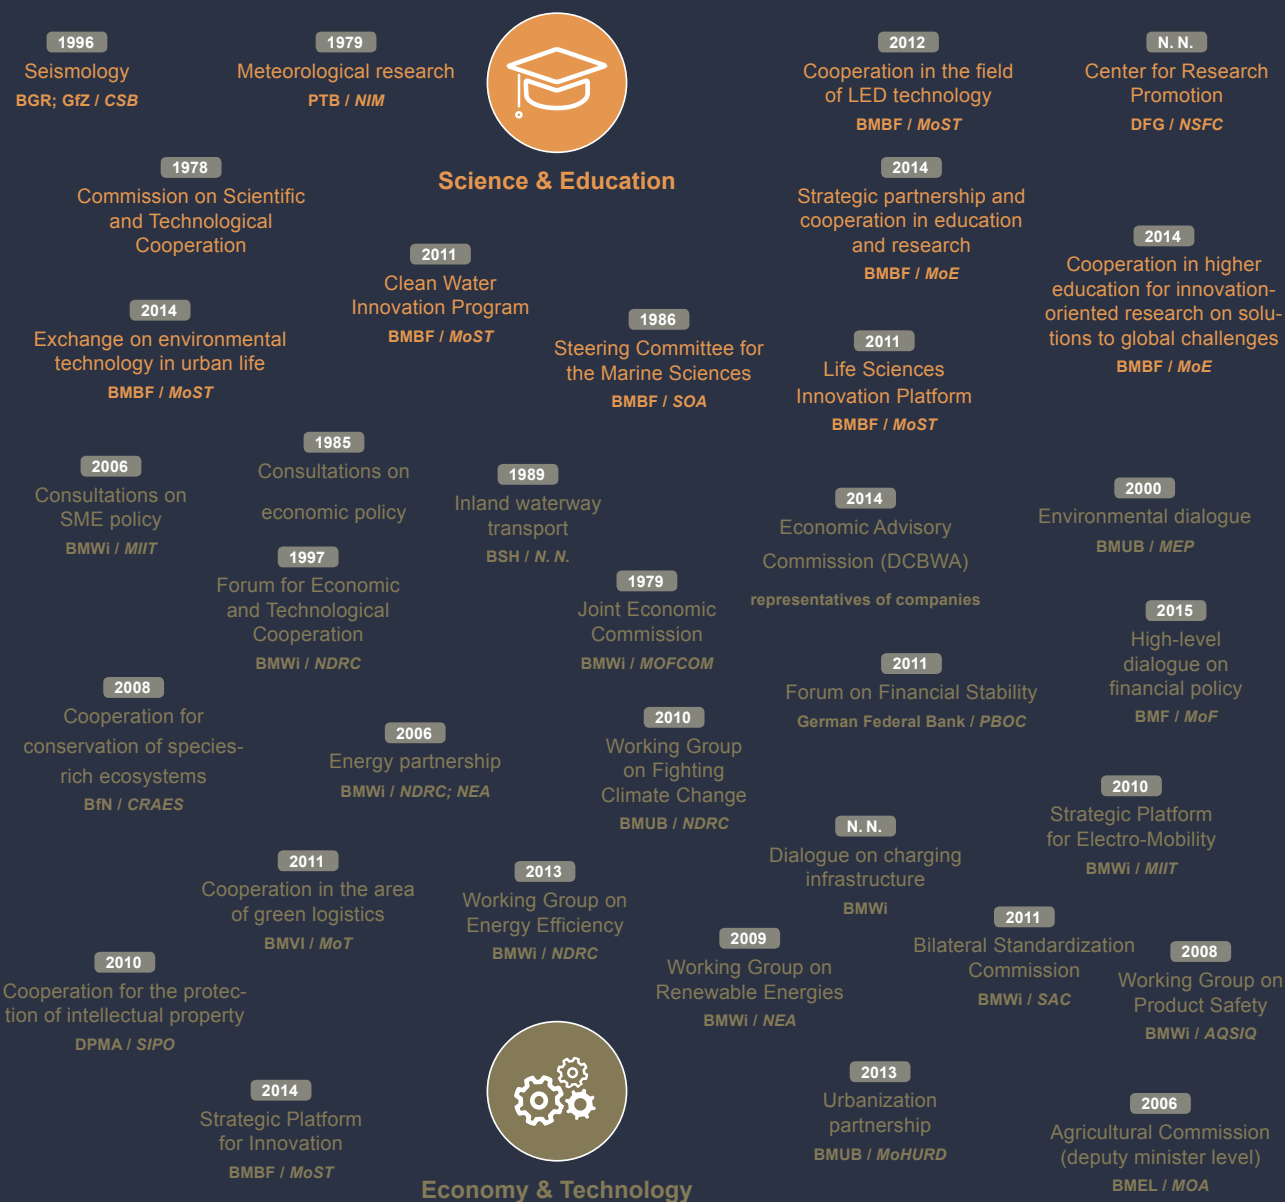 1996
Seismology
BGR; GfZ / CSB
1979
Meteorological research
PTB / NIM
Science & Education
2012
Cooperation in the field
of LED technology
BMBF / MoST
N. N.
Center for Research
Promotion
DFG / NSFC
1978
Commission on Scientific
and Technological
Cooperation
2011
Clean Water
Innovation Program
BMBF / MoST
2014
Strategic partnership and
cooperation in education
and research
BMBF / MoE
2014
Cooperation in higher
education for innovation-
oriented research on solu-
tions to global challenges
BMBF / MoE
2014
Exchange on environmental
technology in urban life
BMBF / MoST
1986
Steering Committee for
the Marine Sciences
BMBF / SOA
2011
Life Sciences
Innovation Platform
BMBF / MoST
2006
Consultations on
SME policy
BMWi / MIIT
1985
Consultations on
economic policy
1989
Inland waterway
transport
BSH / N. N.
2014
Economic Advisory
Commission (DCBWA)
representatives of companies
2000
Environmental dialogue
BMUB / MEP
1997
Forum for Economic
and Technological
Cooperation
BMWi / NDRC
1979
Joint Economic
Commission
BMWi / MOFCOM
2015
High-level
dialogue on
financial policy
BMF / MoF
2011
Forum on Financial Stability
German Federal Bank / PBOC
2008
Cooperation for
conservation of species-
rich ecosystems
BfN / CRAES
2006
Energy partnership
BMWi / NDRC; NEA
2010
Working Group
on Fighting
Climate Change
BMUB / NDRC
2010
Strategic Platform
for Electro-Mobility
BMWi / MIIT
N. N.
Dialogue on charging
infrastructure
BMWi
2011
Cooperation in the area
of green logistics
BMVI / MoT
2013
Working Group on
Energy Efficiency
BMWi / NDRC
2009
Working Group on
Renewable Energies
BMWi / NEA
2011
Bilateral Standardization
Commission
BMWi / SAC
2008
Working Group on
Product Safety
BMWi / AQSIQ
2010
Cooperation for the protec-
tion of intellectual property
DPMA / SIPO
2014
Strategic Platform
for Innovation
BMBF / MoST
Economy & Technology
2013
Urbanization
partnership
BMUB / MoHURD
2006
Agricultural Commission
(deputy minister level)
BMEL / MOA